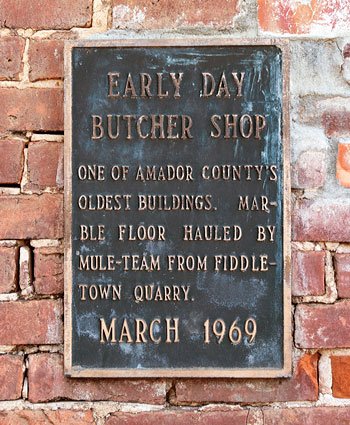 EARLY DAY
BUTCHER SHOP
ONE OF AMADOR COUNTY'S
OLDEST BUILDINGS. MAR-
BLE FLOOR HAULED BY
MULE-TEAM FROM FIDDLE-
TOWN QUARRY.
MARCH 1969